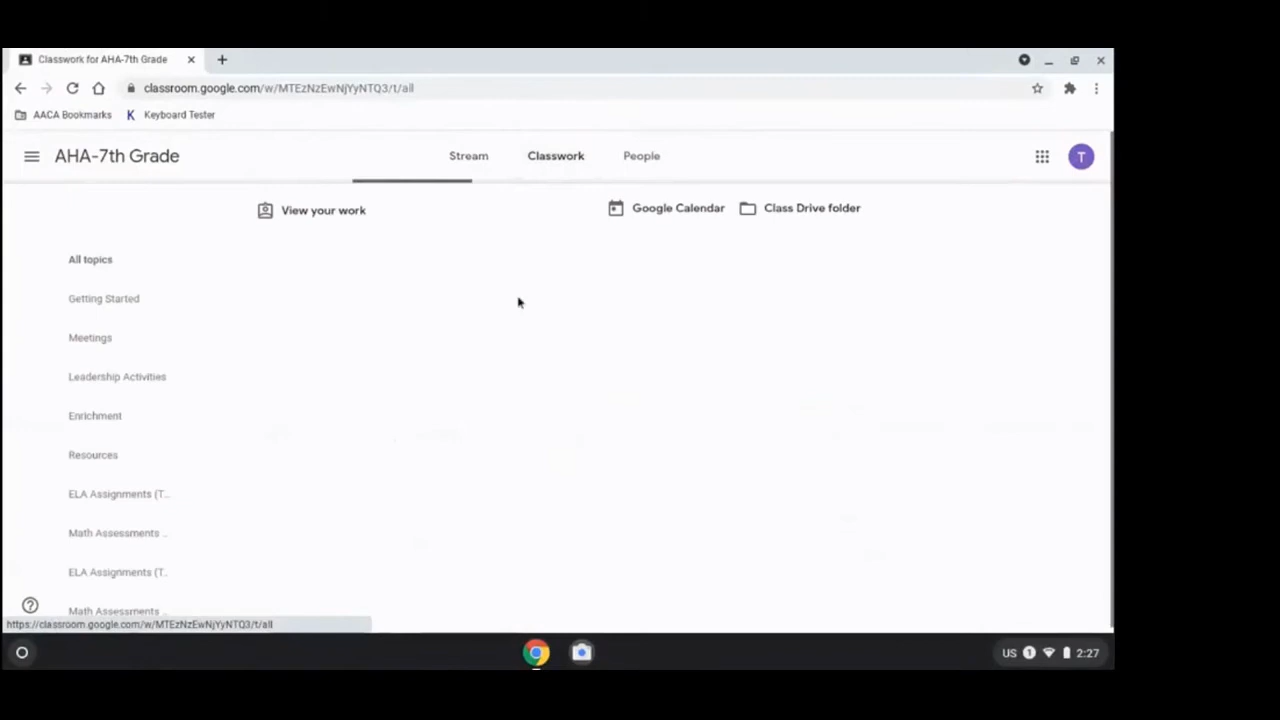 Classwork for AHA-7th Grade
classroom.google.com/w/MTEzNzEwNjYyNTQ3/t/all
AACA Bookmarks K Keyboard Tester
AHA-7th Grade Stream Classwork People T
View your work Google Calendar Class Drive folder
All topics
Getting Started
Meetings
Leadership Activities
Enrichment
Resources
ELA Assignments (T...
Math Assessments ...
ELA Assignments (T...
Math Assessments ...
https://classroom.google.com/w/MTEzNzEwNjYyNTQ3/t/all
US 1 2:27